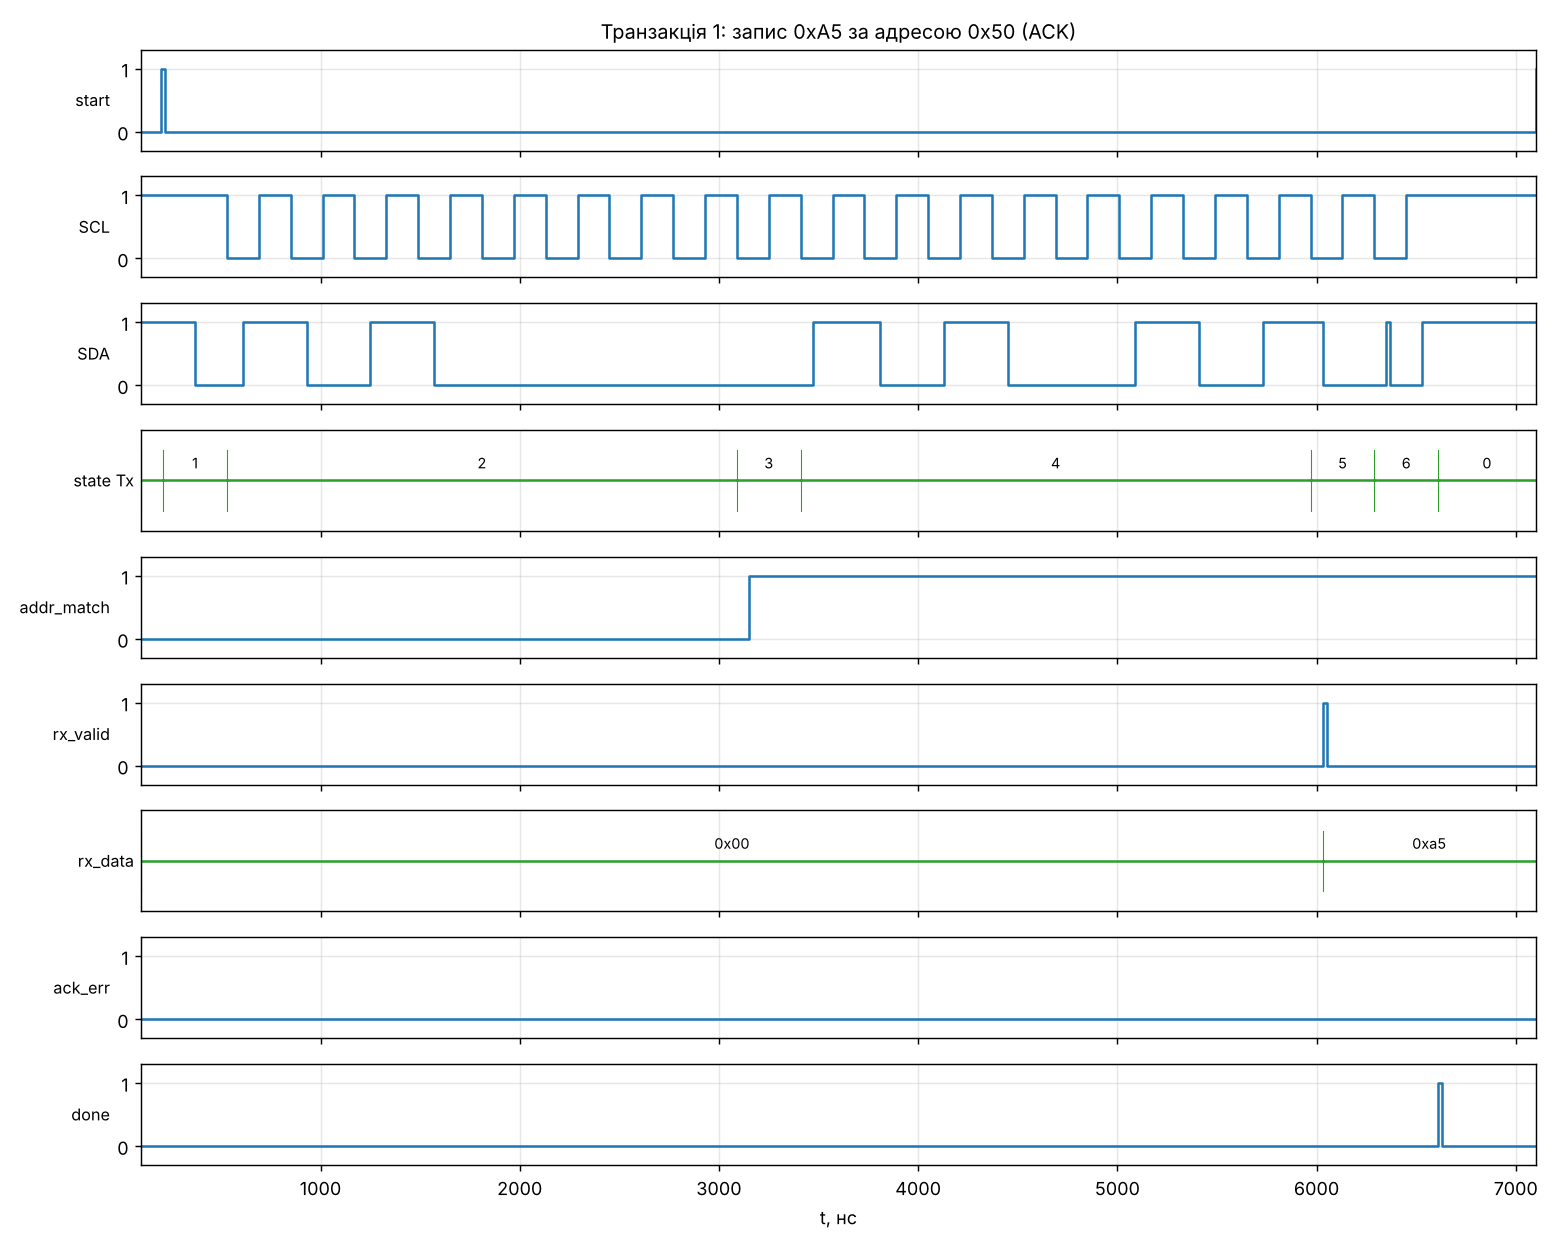 Транзакція 1: запис 0xA5 за адресою 0x50 (ACK)
start
1
0
SCL
1
0
SDA
1
0
state Tx
1 2 3 4 5 6 0
addr_match
1
0
rx_valid
1
0
rx_data
0x00 0xa5
ack_err
1
0
done
1
0
1000 2000 3000 4000 5000 6000 7000
t, нс